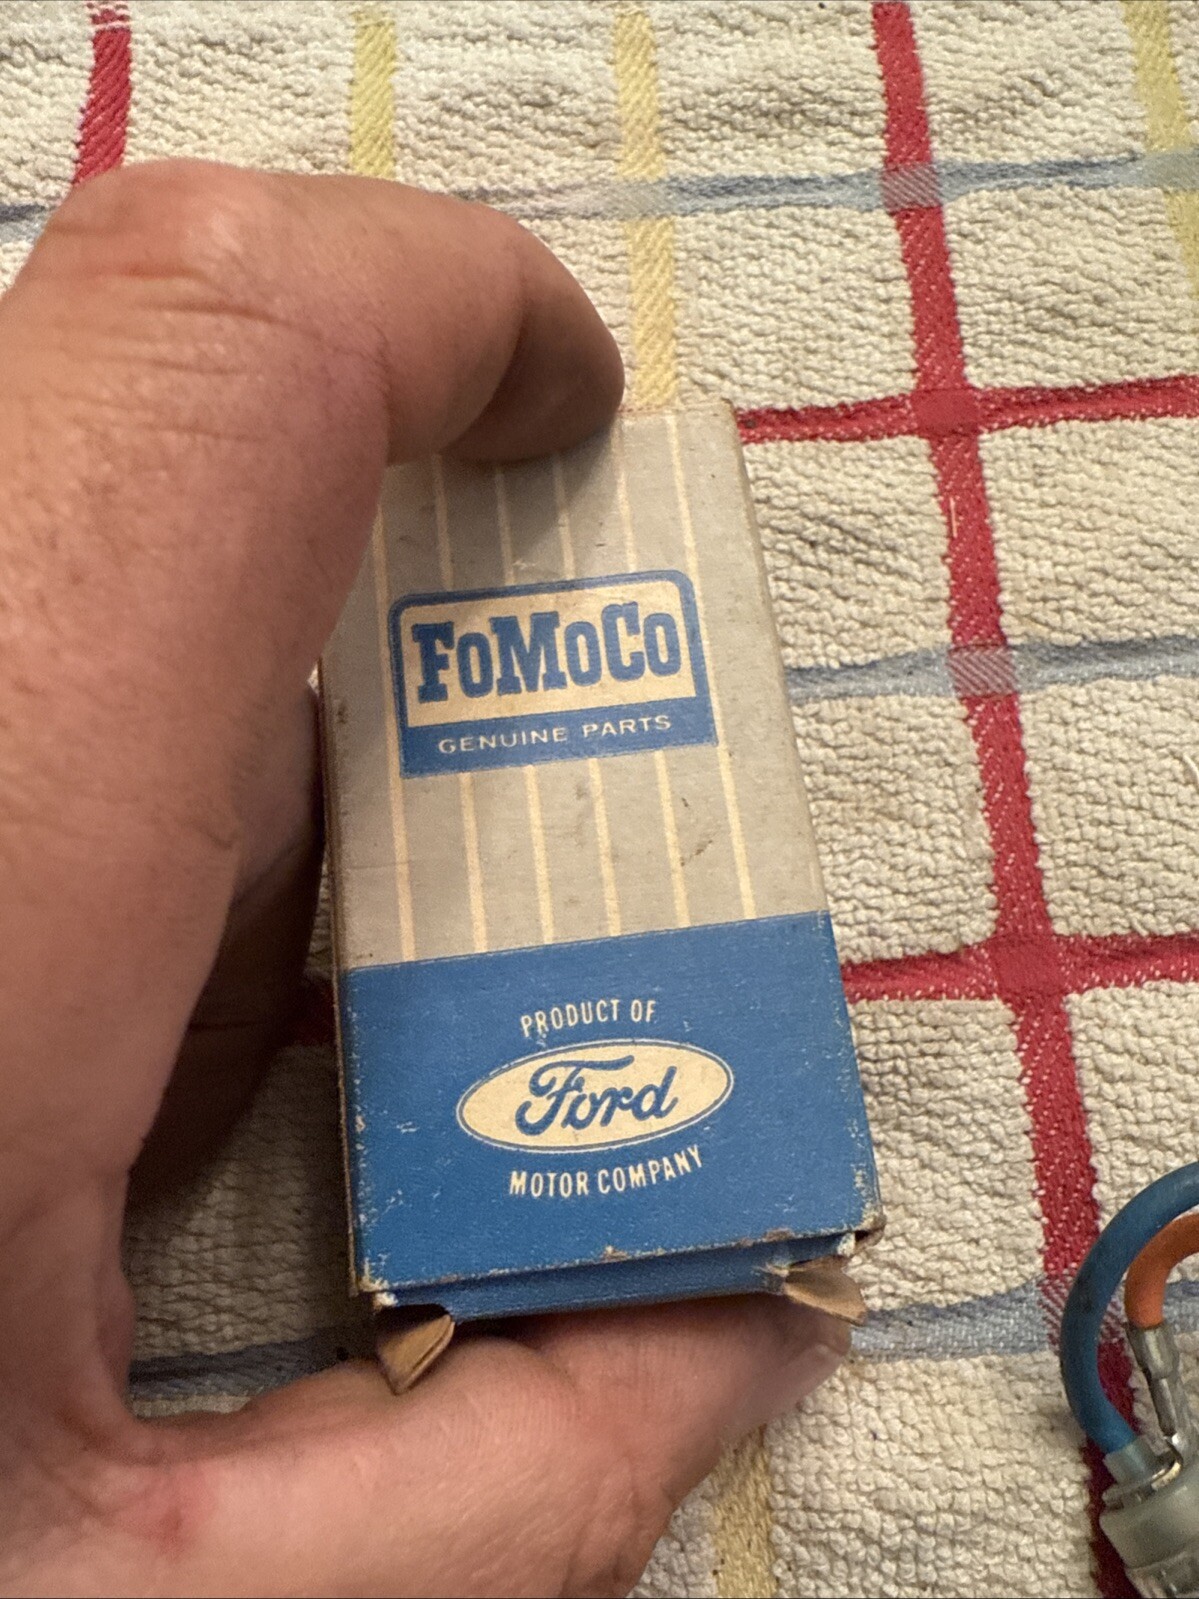 FoMoCo
GENUINE PARTS
PRODUCT OF
Ford
MOTOR COMPANY